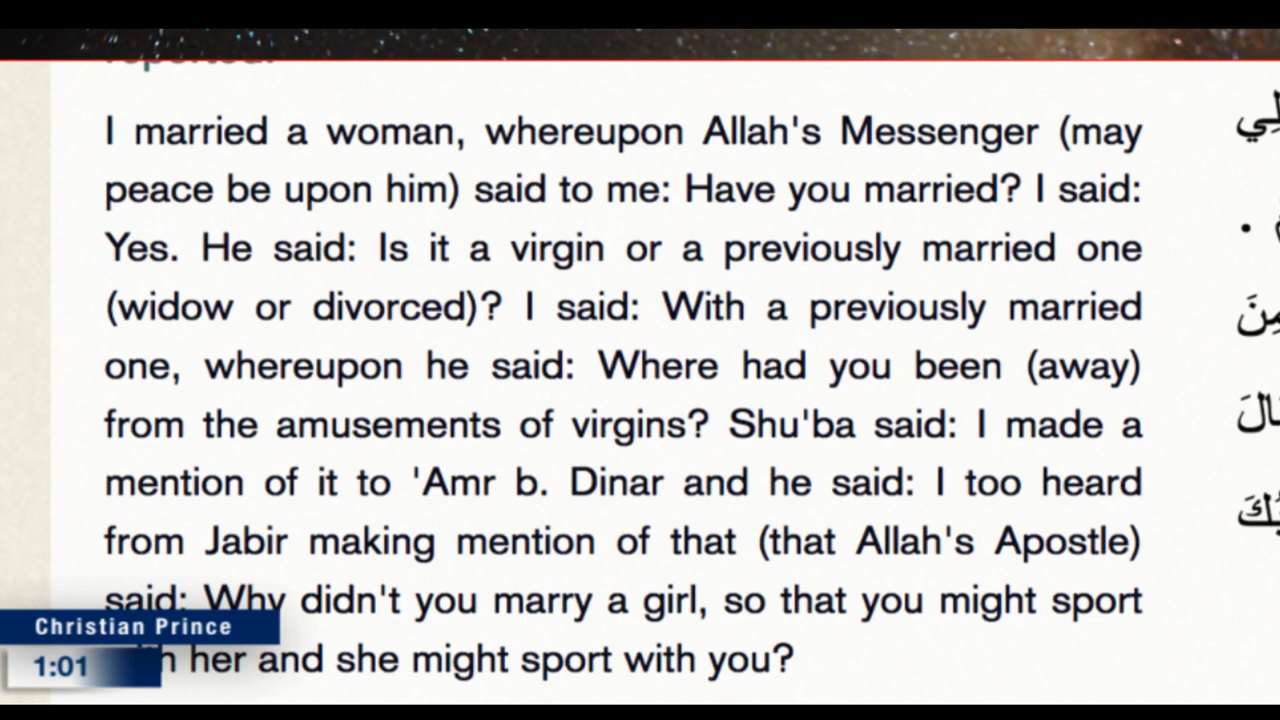 reported:
I married a woman, whereupon Allah's Messenger (may
peace be upon him) said to me: Have you married? I said:
Yes. He said: Is it a virgin or a previously married one
(widow or divorced)? I said: With a previously married
one, whereupon he said: Where had you been (away)
from the amusements of virgins? Shu'ba said: I made a
mention of it to 'Amr b. Dinar and he said: I too heard
from Jabir making mention of that (that Allah's Apostle)
said: Why didn't you marry a girl, so that you might sport
her and she might sport with you?
Christian Prince
1:01
مِنَ